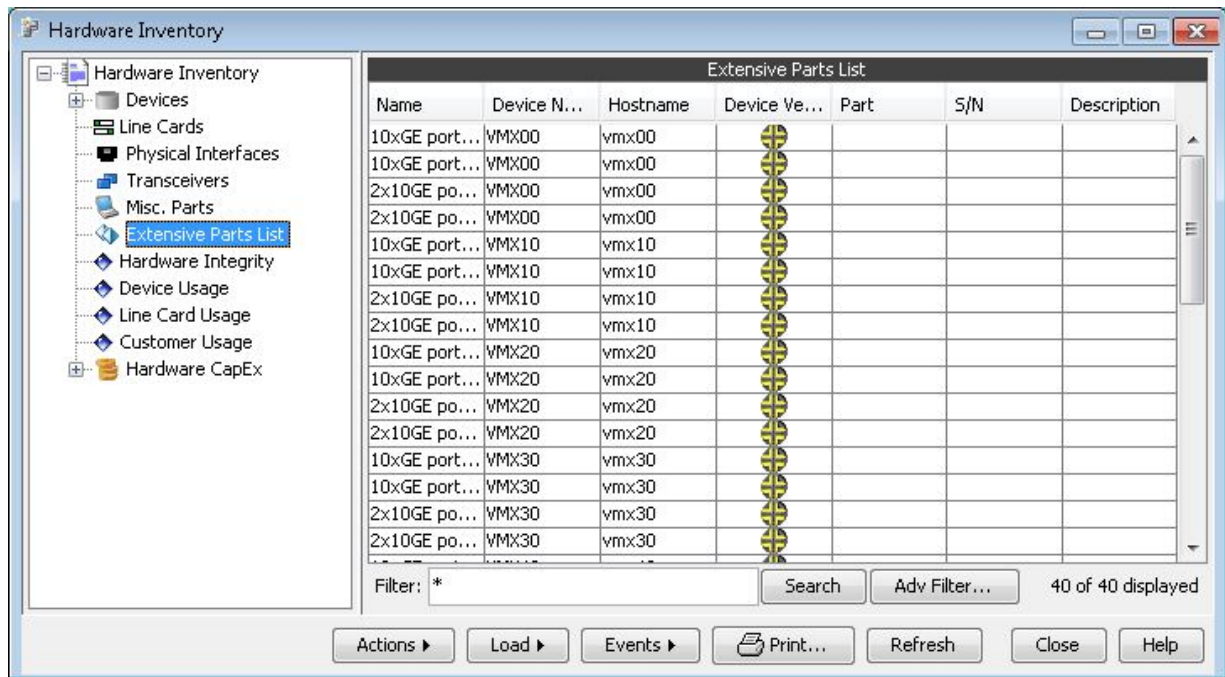 Hardware Inventory
Hardware Inventory
Devices
Line Cards
Physical Interfaces
Transceivers
Misc. Parts
Extensive Parts List
Hardware Integrity
Device Usage
Line Card Usage
Customer Usage
Hardware CapEx
Extensive Parts List
Name Device N... Hostname Device Ve... Part S/N Description
10xGE port... VMX00 vmx00
10xGE port... VMX00 vmx00
2x10GE po... VMX00 vmx00
2x10GE po... VMX00 vmx00
10xGE port... VMX10 vmx10
10xGE port... VMX10 vmx10
2x10GE po... VMX10 vmx10
2x10GE po... VMX10 vmx10
10xGE port... VMX20 vmx20
10xGE port... VMX20 vmx20
2x10GE po... VMX20 vmx20
2x10GE po... VMX20 vmx20
10xGE port... VMX30 vmx30
10xGE port... VMX30 vmx30
2x10GE po... VMX30 vmx30
2x10GE po... VMX30 vmx30
Filter: * Search Adv Filter... 40 of 40 displayed
Actions Load Events Print... Refresh Close Help